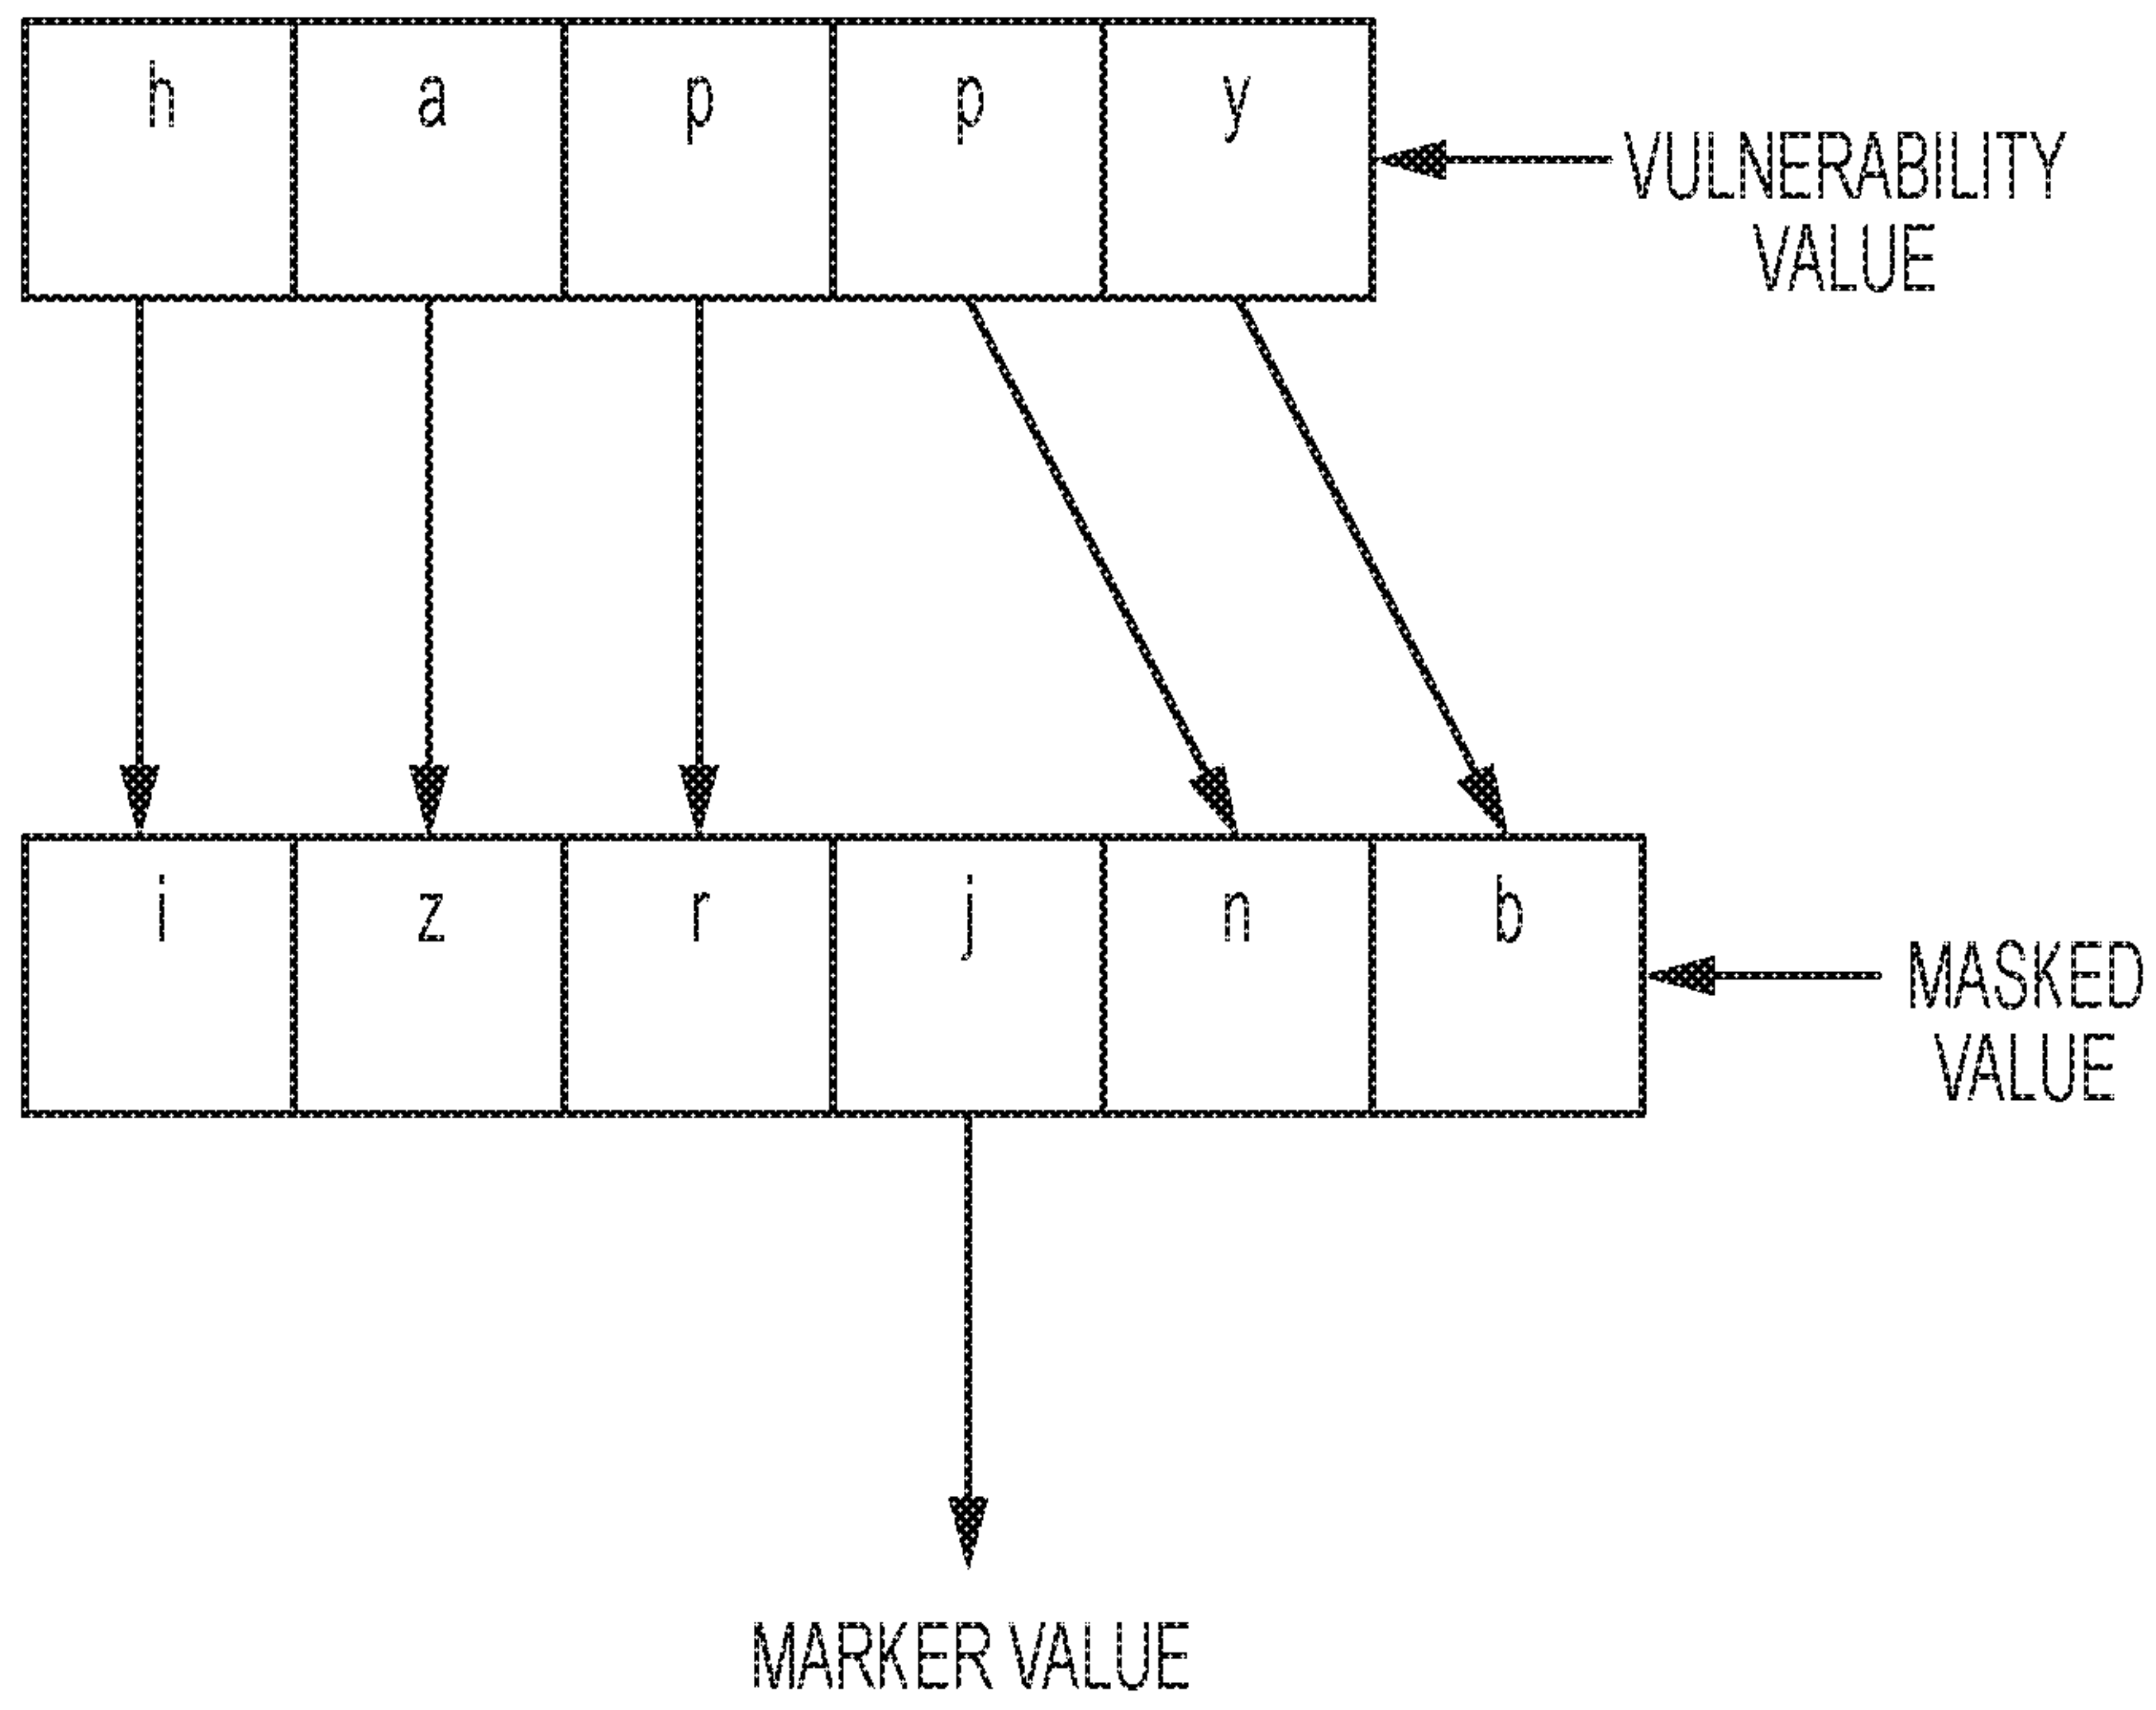 h a p p y
VULNERABILITY
VALUE
i z r j n b
MASKED
VALUE
MARKER VALUE